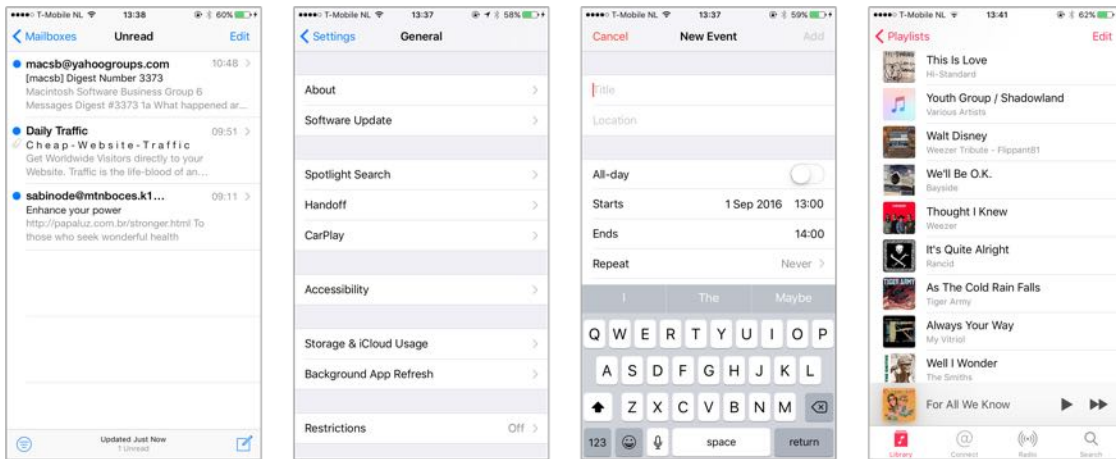 T-Mobile NL 13:38 60%
Mailboxes Unread Edit
macsb@yahoogroups.com 10:48
[macsb] Digest Number 3373
Macintosh Software Business Group 6
Messages Digest #3373 1a What happened ar...
Daily Traffic 09:51
C h e a p - W e b s i t e - T r a f f i c
Get Worldwide Visitors directly to your
Website. Traffic is the life-blood of an...
sabinode@mtnboces.k1... 09:11
Enhance your power
http://papaluz.com.br/stronger.html To
those who seek wonderful health
Updated Just Now
1 Unread
T-Mobile NL 13:37 58%
Settings General
About
Software Update
Spotlight Search
Handoff
CarPlay
Accessibility
Storage & iCloud Usage
Background App Refresh
Restrictions Off
T-Mobile NL 13:37 59%
Cancel New Event Add
Title
Location
All-day
Starts 1 Sep 2016 13:00
Ends 14:00
Repeat Never
I The Maybe
Q W E R T Y U I O P
A S D F G H J K L
Z X C V B N M
123 space return
T-Mobile NL 13:41 62%
Playlists Edit
This Is Love
Hi-Standard
Youth Group / Shadowland
Various Artists
Walt Disney
Weezer Tribute - Flippant81
We'll Be O.K.
Bayside
Thought I Knew
Weezer
It's Quite Alright
Rancid
As The Cold Rain Falls
Tiger Army
Always Your Way
My Vitriol
Well I Wonder
The Smiths
For All We Know
Library Connect Radio Search